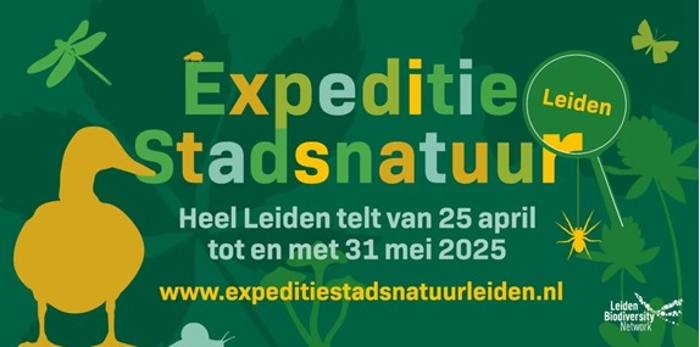 Expeditie
Stadsnatuur
Leiden
Heel Leiden telt van 25 april
tot en met 31 mei 2025
www.expeditiestadsnatuurleiden.nl
Leiden
Biodiversity
Network